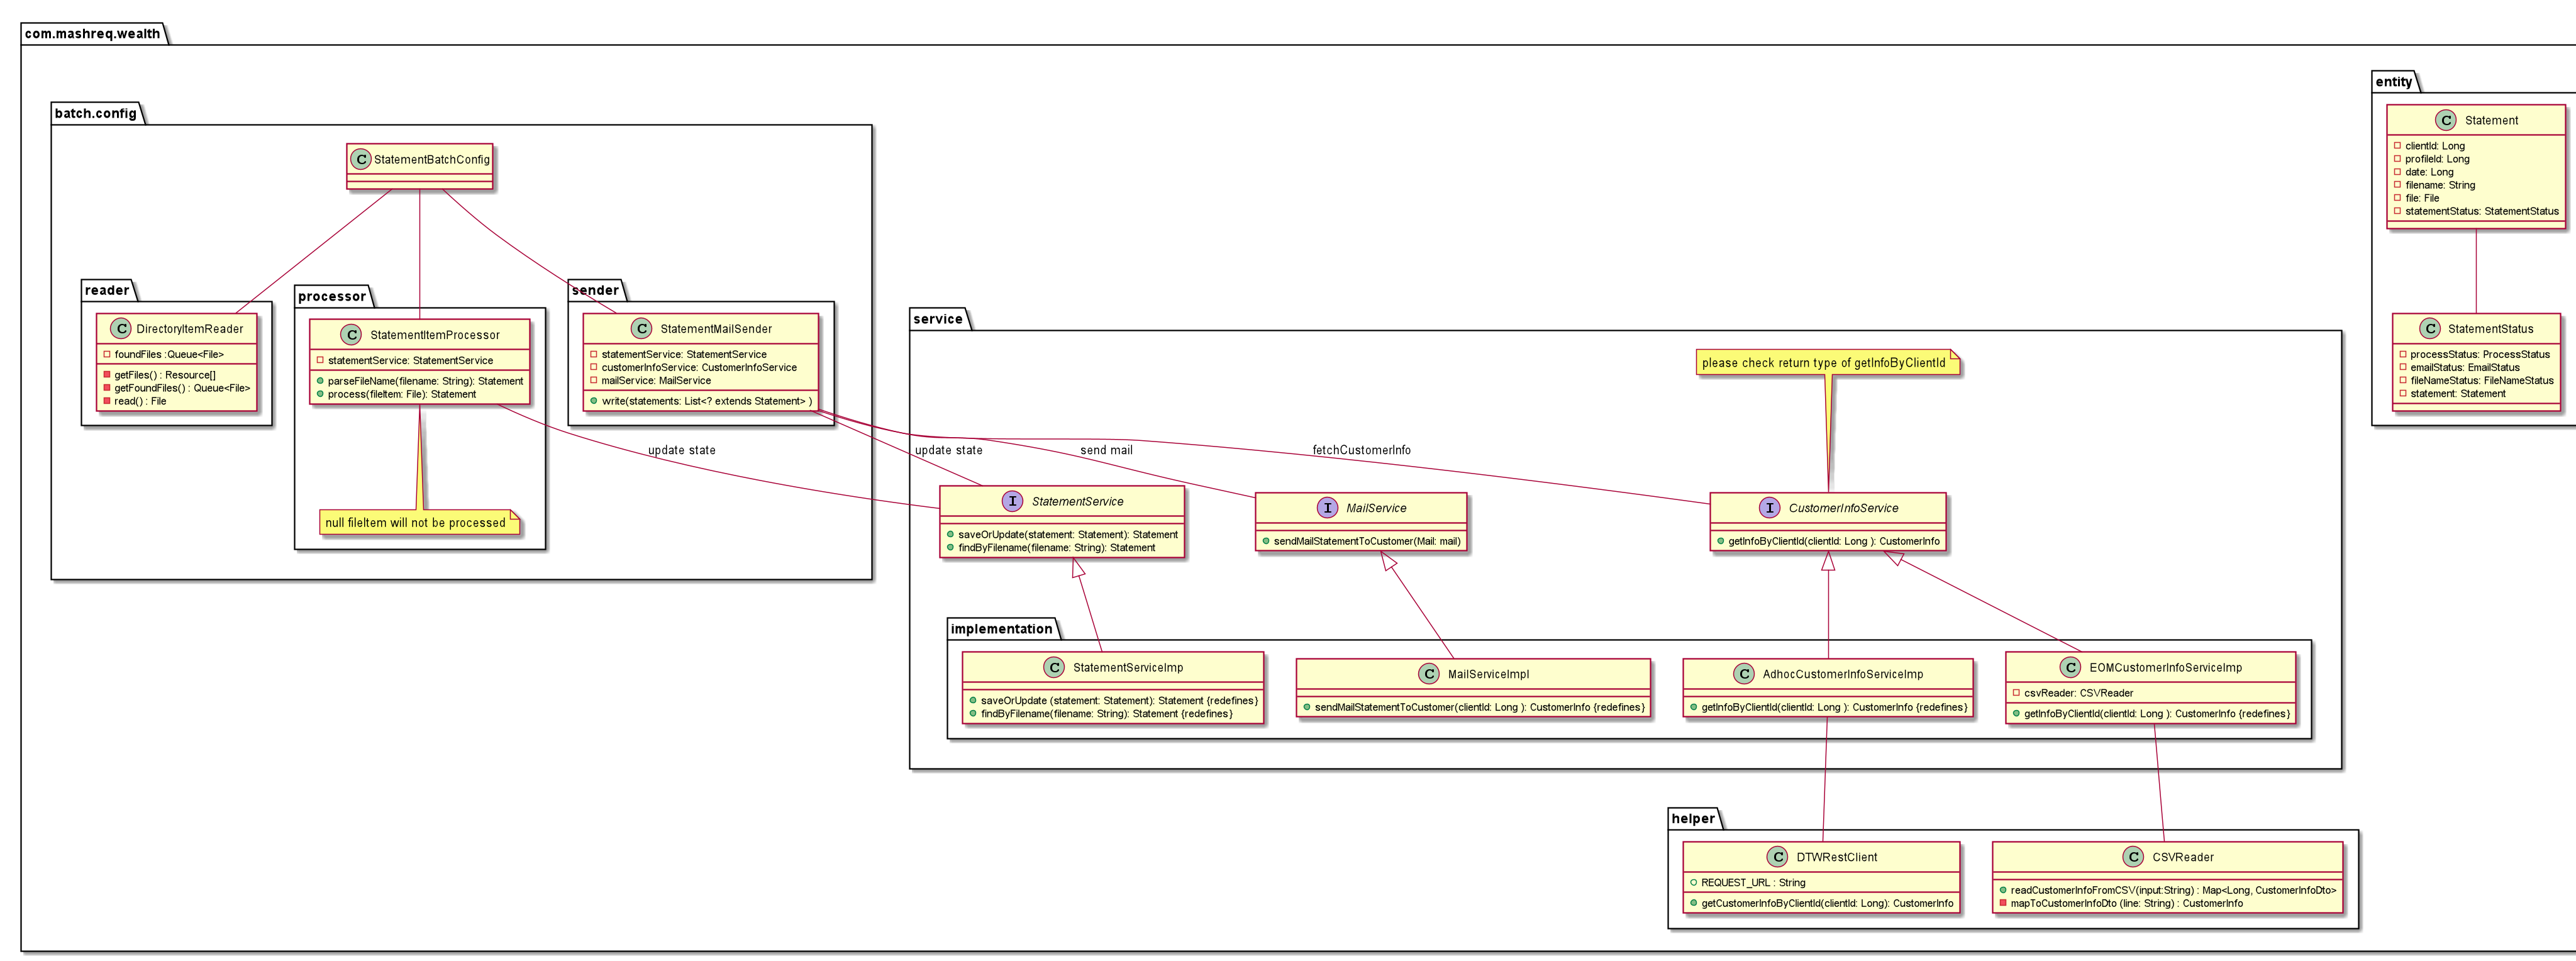 com.mashreq.wealth
batch.config
C StatementBatchConfig
reader
C DirectoryItemReader
foundFiles :Queue<File>
getFiles() : Resource[]
getFoundFiles() : Queue<File>
read() : File
processor
C StatementItemProcessor
statementService: StatementService
parseFileName(filename: String): Statement
process(fileItem: File): Statement
null fileItem will not be processed
sender
C StatementMailSender
statementService: StatementService
customerInfoService: CustomerInfoService
mailService: MailService
write(statements: List<? extends Statement> )
update state
update state
send mail
fetchCustomerInfo
service
please check return type of getInfoByClientId
I StatementService
saveOrUpdate(statement: Statement): Statement
findByFilename(filename: String): Statement
I MailService
sendMailStatementToCustomer(Mail: mail)
I CustomerInfoService
getInfoByClientId(clientId: Long ): CustomerInfo
implementation
C StatementServiceImp
saveOrUpdate (statement: Statement): Statement {redefines}
findByFilename(filename: String): Statement {redefines}
C MailServiceImpl
sendMailStatementToCustomer(clientId: Long ): CustomerInfo {redefines}
C AdhocCustomerInfoServiceImp
getInfoByClientId(clientId: Long ): CustomerInfo {redefines}
C EOMCustomerInfoServiceImp
csvReader: CSVReader
getInfoByClientId(clientId: Long ): CustomerInfo {redefines}
helper
C DTWRestClient
REQUEST_URL : String
getCustomerInfoByClientId(clientId: Long): CustomerInfo
C CSVReader
readCustomerInfoFromCSV(input:String) : Map<Long, CustomerInfoDto>
mapToCustomerInfoDto (line: String) : CustomerInfo
entity
C Statement
clientId: Long
profileId: Long
date: Long
filename: String
file: File
statementStatus: StatementStatus
C StatementStatus
processStatus: ProcessStatus
emailStatus: EmailStatus
fileNameStatus: FileNameStatus
statement: Statement